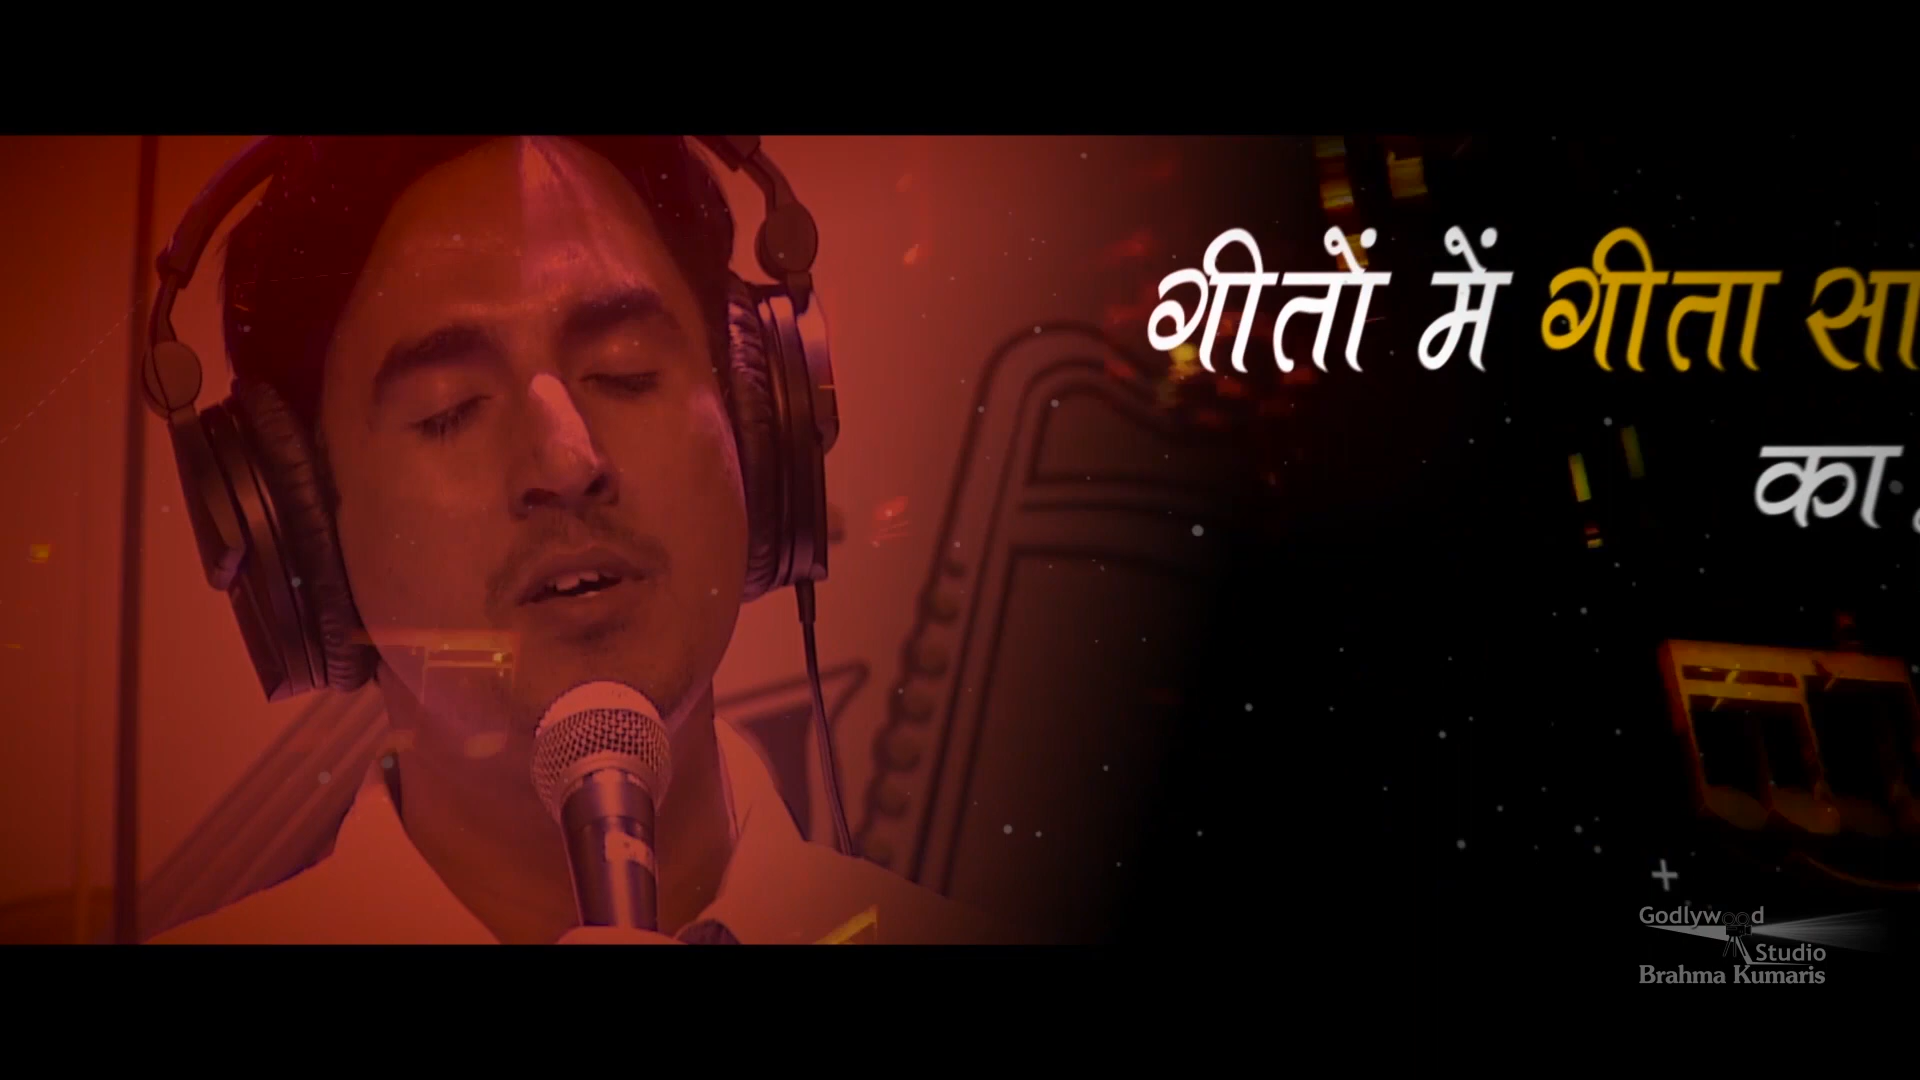 गीतों में गीता सा
का
Godlywood
Studio
Brahma Kumaris